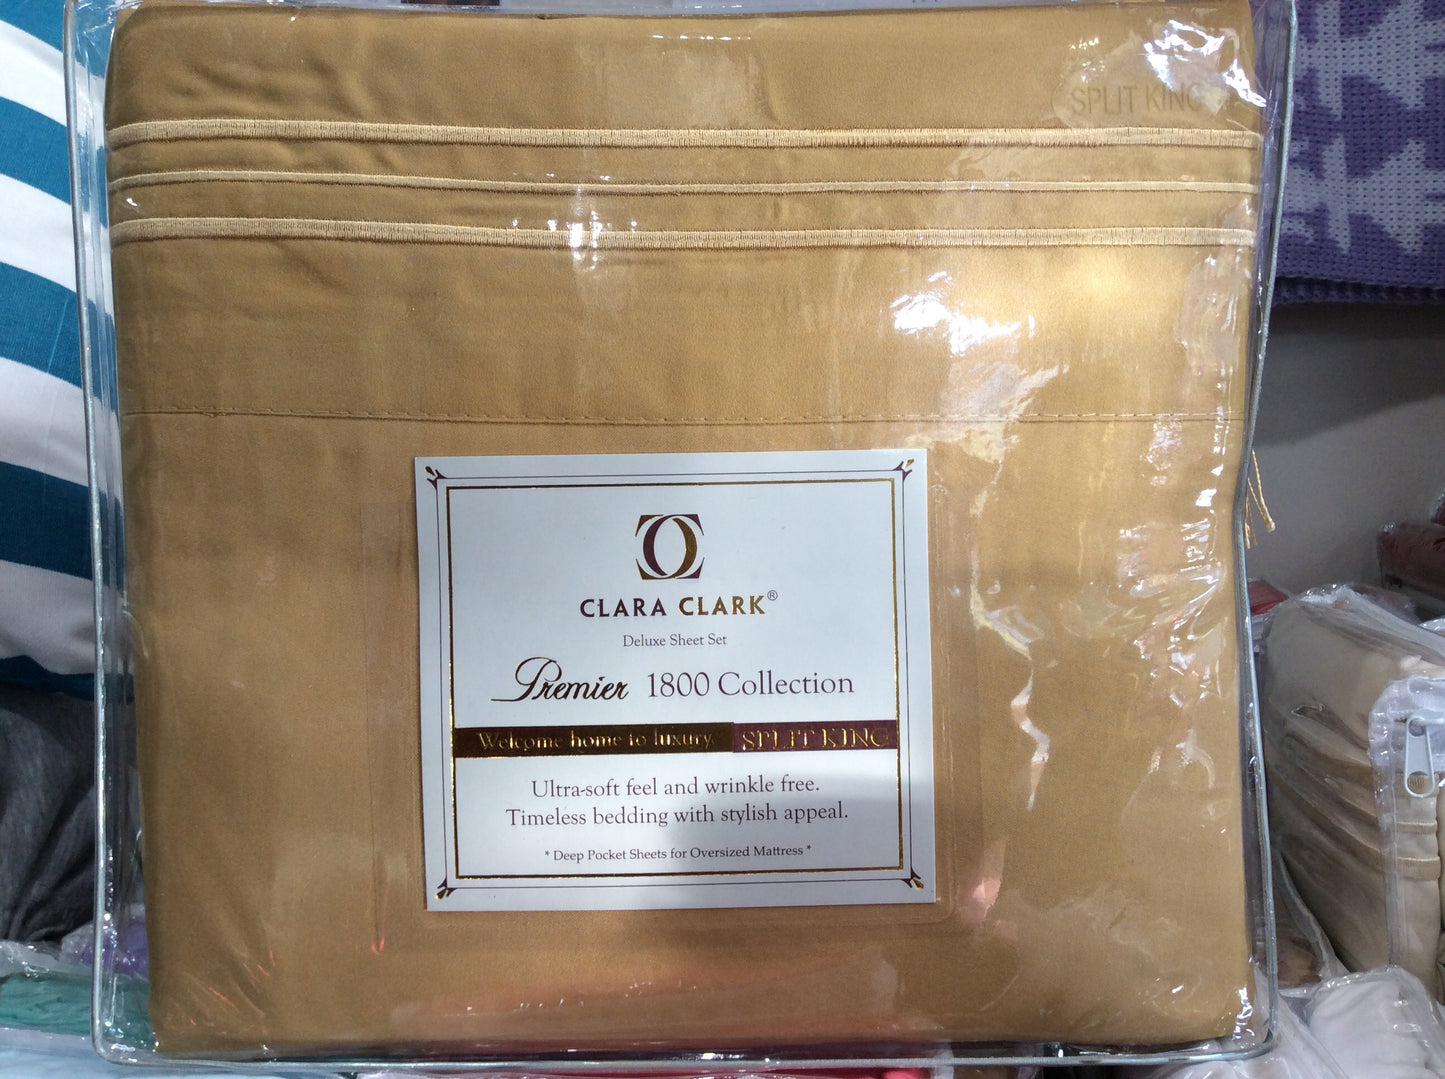 SPLIT KING
CLARA CLARK®
Deluxe Sheet Set
Premier 1800 Collection
Welcome home to luxury. SPLIT KING
Ultra-soft feel and wrinkle free.
Timeless bedding with stylish appeal.
* Deep Pocket Sheets for Oversized Mattress *